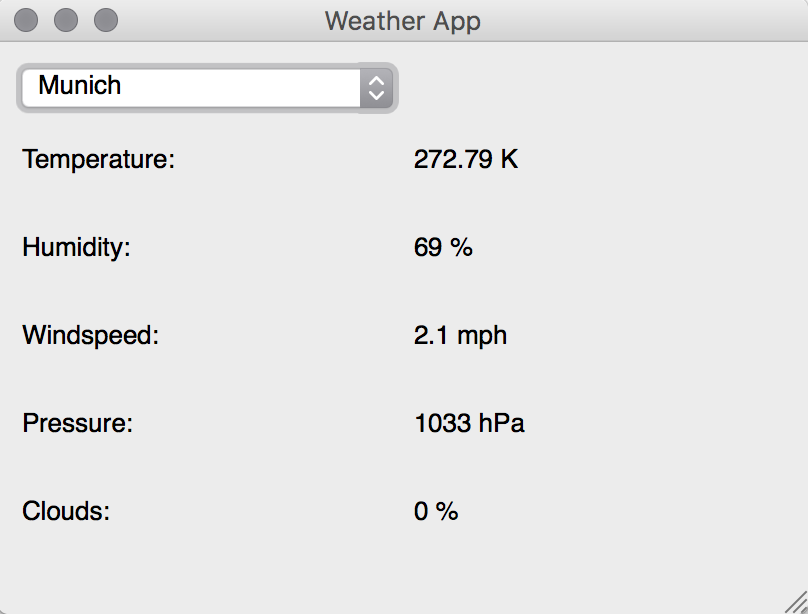 Weather App
Munich
Temperature: 272.79 K
Humidity: 69 %
Windspeed: 2.1 mph
Pressure: 1033 hPa
Clouds: 0 %